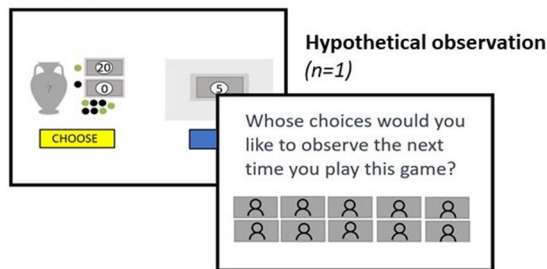 Hypothetical observation
(n=1)
?
20
0
5
CHOOSE
Whose choices would you
like to observe the next
time you play this game?